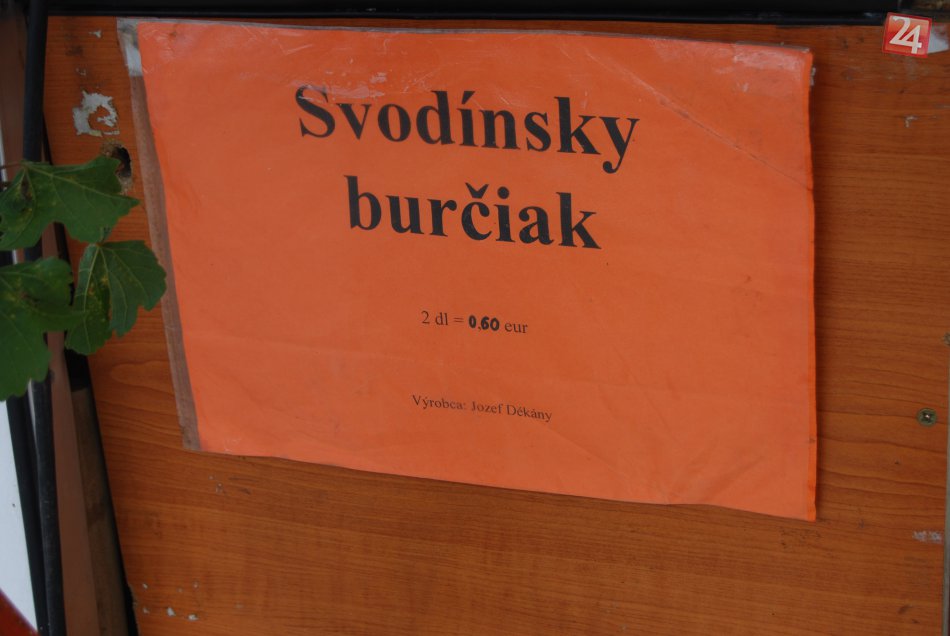 24
Svodínsky
burčiak
2 dl = 0,60 eur
Výrobca: Jozef Dékány